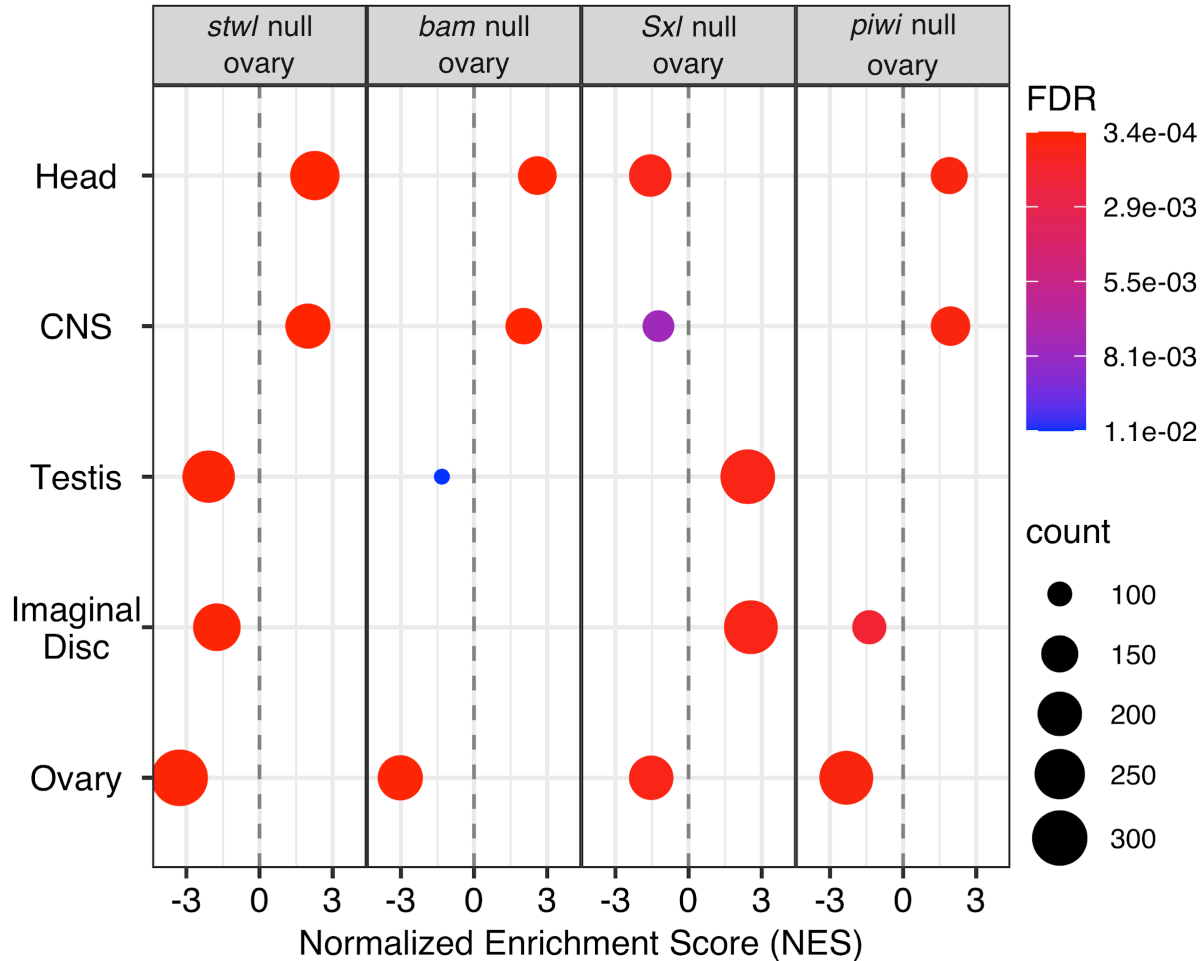 stwl null
ovary
bam null
ovary
Sxl null
ovary
piwi null
ovary
Head
CNS
Testis
Imaginal
Disc
Ovary
-3 0 3 -3 0 3 -3 0 3 -3 0 3
Normalized Enrichment Score (NES)
FDR
3.4e-04
2.9e-03
5.5e-03
8.1e-03
1.1e-02
count
100
150
200
250
300